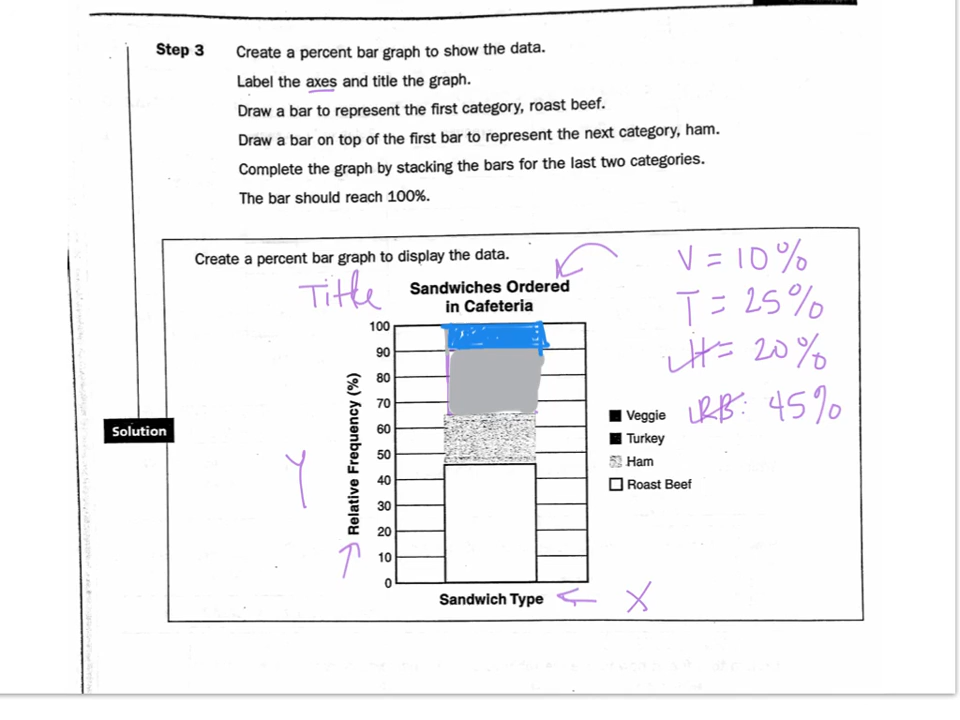 Step 3 Create a percent bar graph to show the data.
Label the axes and title the graph.
Draw a bar to represent the first category, roast beef.
Draw a bar on top of the first bar to represent the next category, ham.
Complete the graph by stacking the bars for the last two categories.
The bar should reach 100%.
Create a percent bar graph to display the data.
V = 10%
Title
Sandwiches Ordered
in Cafeteria
T = 25%
H = 20%
RB: 45%
100
90
80
70
60
50
40
30
20
10
0
Relative Frequency (%)
Veggie
Turkey
Ham
Roast Beef
Solution
Y
Sandwich Type
X